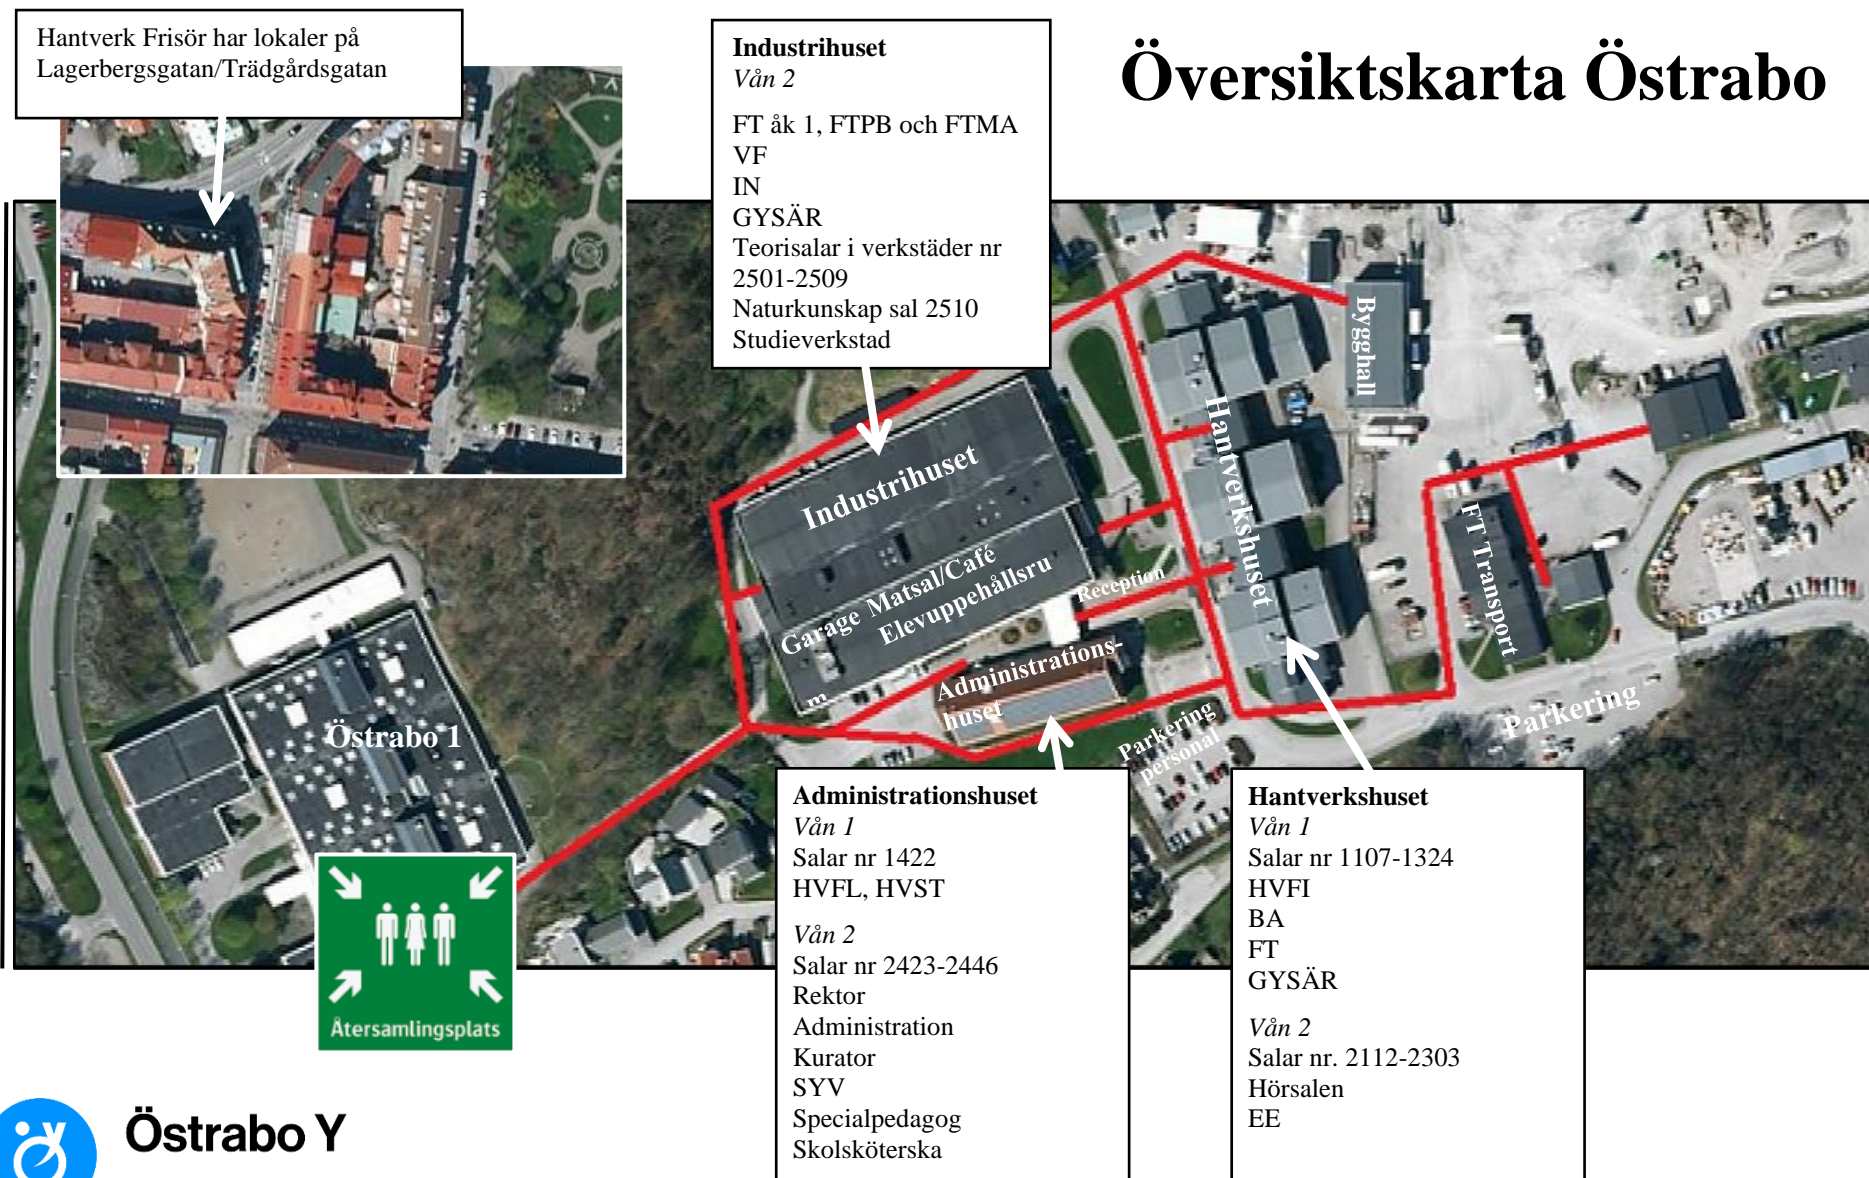 Hantverk Frisör har lokaler på
Lagerbergsgatan/Trädgårdsgatan
Översiktskarta Östrabo
Industrihuset
Vån 2
FT åk 1, FTPB och FTMA
VF
IN
GYSÄR
Teorisalar i verkstäder nr
2501-2509
Naturkunskap sal 2510
Studieverkstad
Bygghall
Hantverkshuset
Industrihuset
FT Transport
Matsal/Café
Garage Elevuppehållsru
m
Reception
Administrations-
huset
Östrabo 1
Parkering
personal
Parkering
Administrationshuset
Vån 1
Salar nr 1422
HVFL, HVST
Vån 2
Salar nr 2423-2446
Rektor
Administration
Kurator
SYV
Specialpedagog
Skolsköterska
Hantverkshuset
Vån 1
Salar nr 1107-1324
HVFI
BA
FT
GYSÄR
Vån 2
Salar nr. 2112-2303
Hörsalen
EE
Återsamlingsplats
Östrabo Y